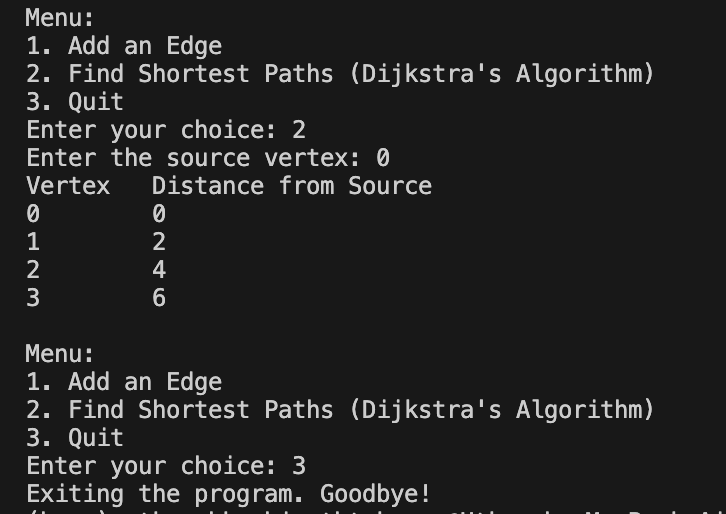 Menu:
1. Add an Edge
2. Find Shortest Paths (Dijkstra's Algorithm)
3. Quit
Enter your choice: 2
Enter the source vertex: 0
Vertex   Distance from Source
0        0
1        2
2        4
3        6
Menu:
1. Add an Edge
2. Find Shortest Paths (Dijkstra's Algorithm)
3. Quit
Enter your choice: 3
Exiting the program. Goodbye!